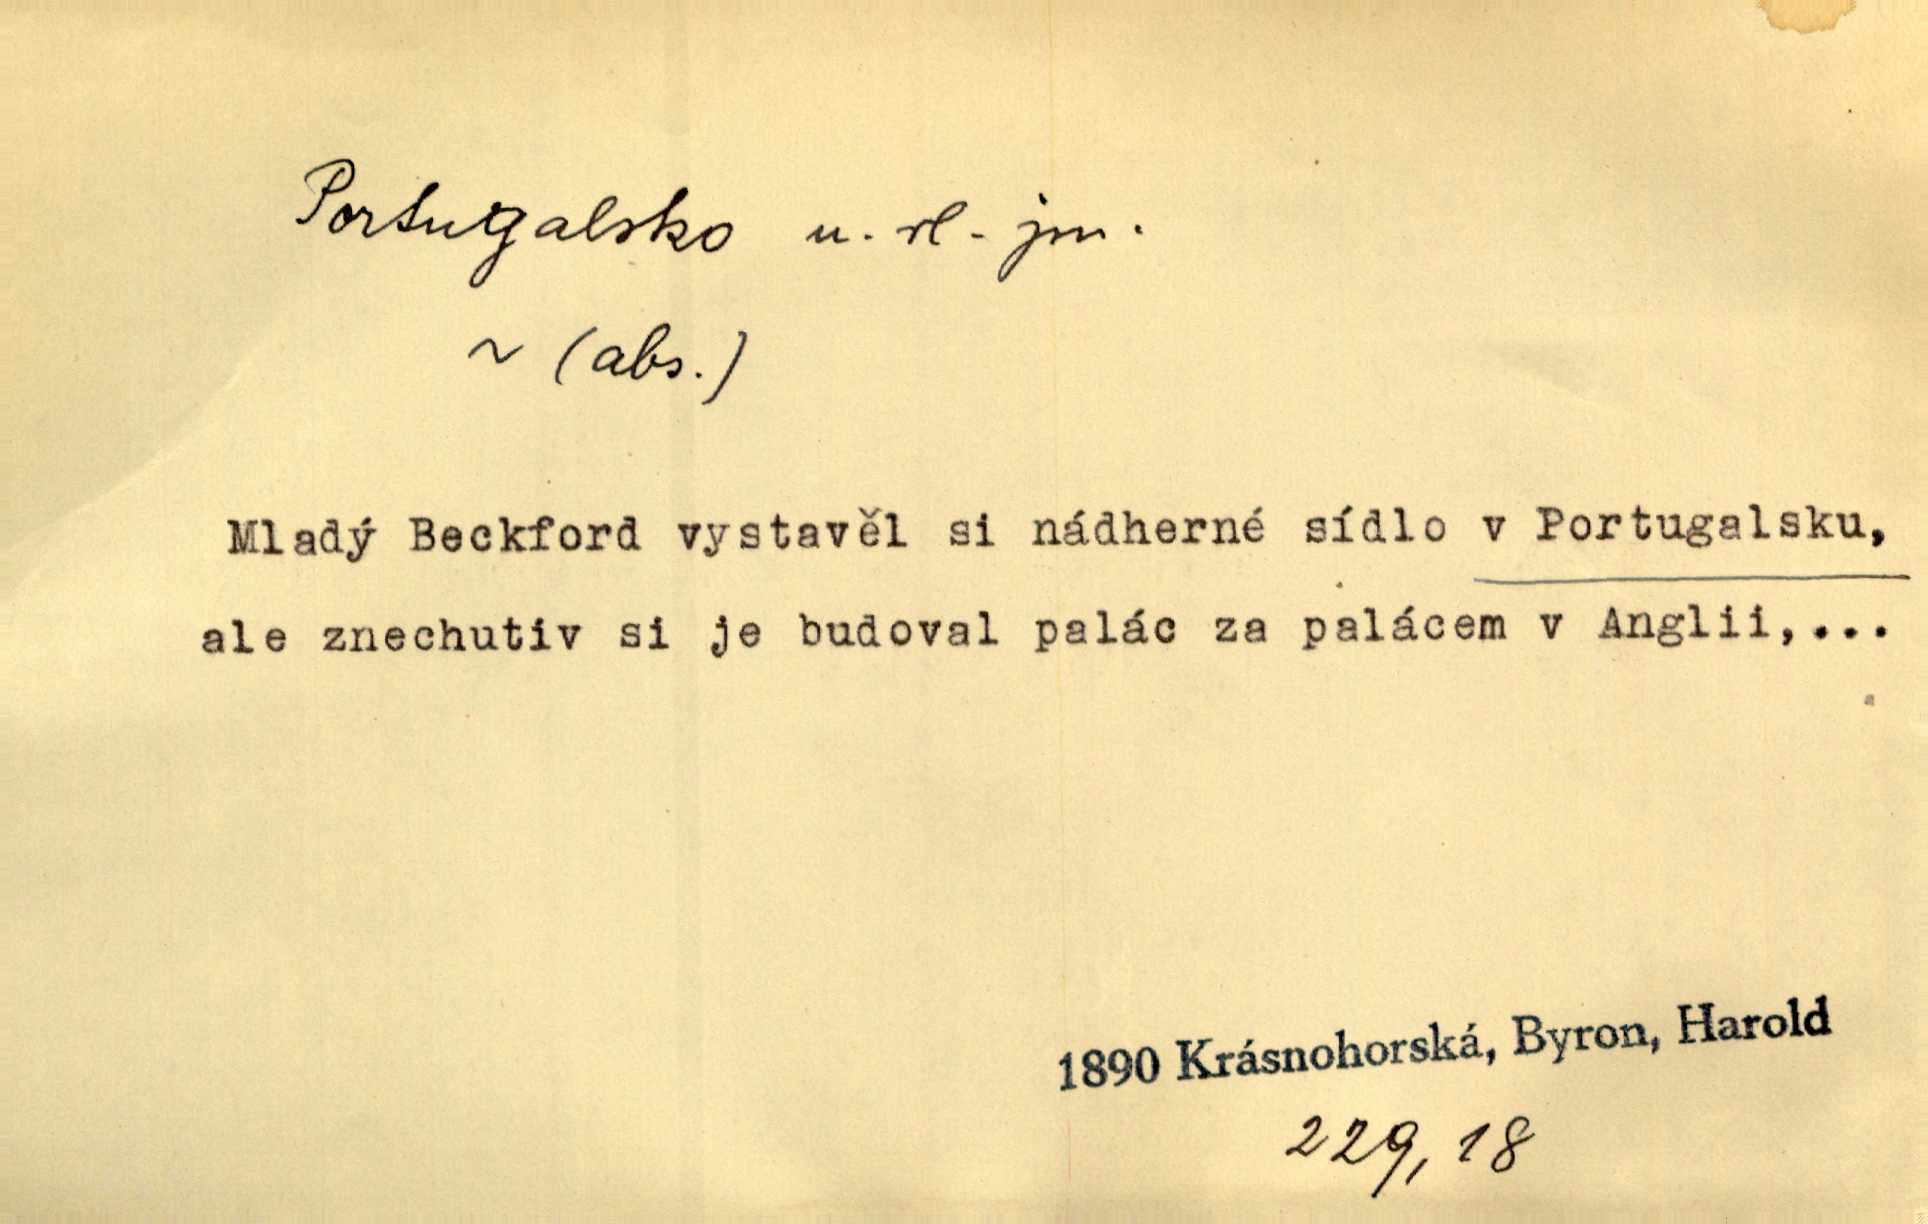 Portugalsko n. vl. jm.
~ (abs.)
Mladý Beckford vystavěl si nádherné sídlo v Portugalsku,
ale znechutiv si je budoval palác za palácem v Anglii,...
1890 Krásnohorská, Byron, Harold
229, 18